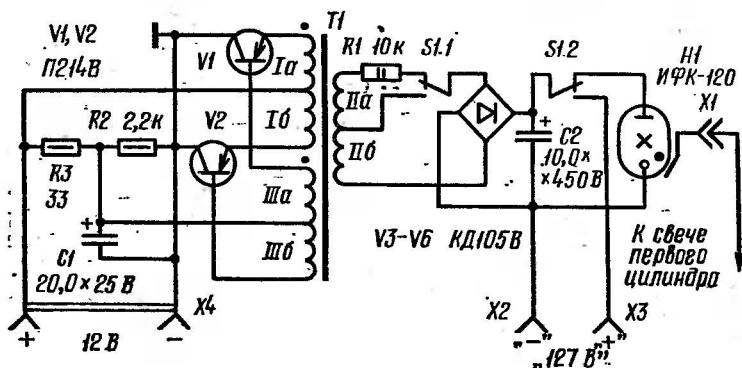 V1, V2
П214В
V1
Iа
T1
R1 10к
S1.1
S1.2
H1
ИФК-120
X1
IIа
Iб
V2
R2 2,2к
IIб
C2
10,0×
×450 В
R3
33
IIIа
IIIб
C1
20,0×25 В
V3-V6 КД105В
К свече
первого
цилиндра
X4
X2
X3
+
12 В
-
"-"
"+"
"127 В"